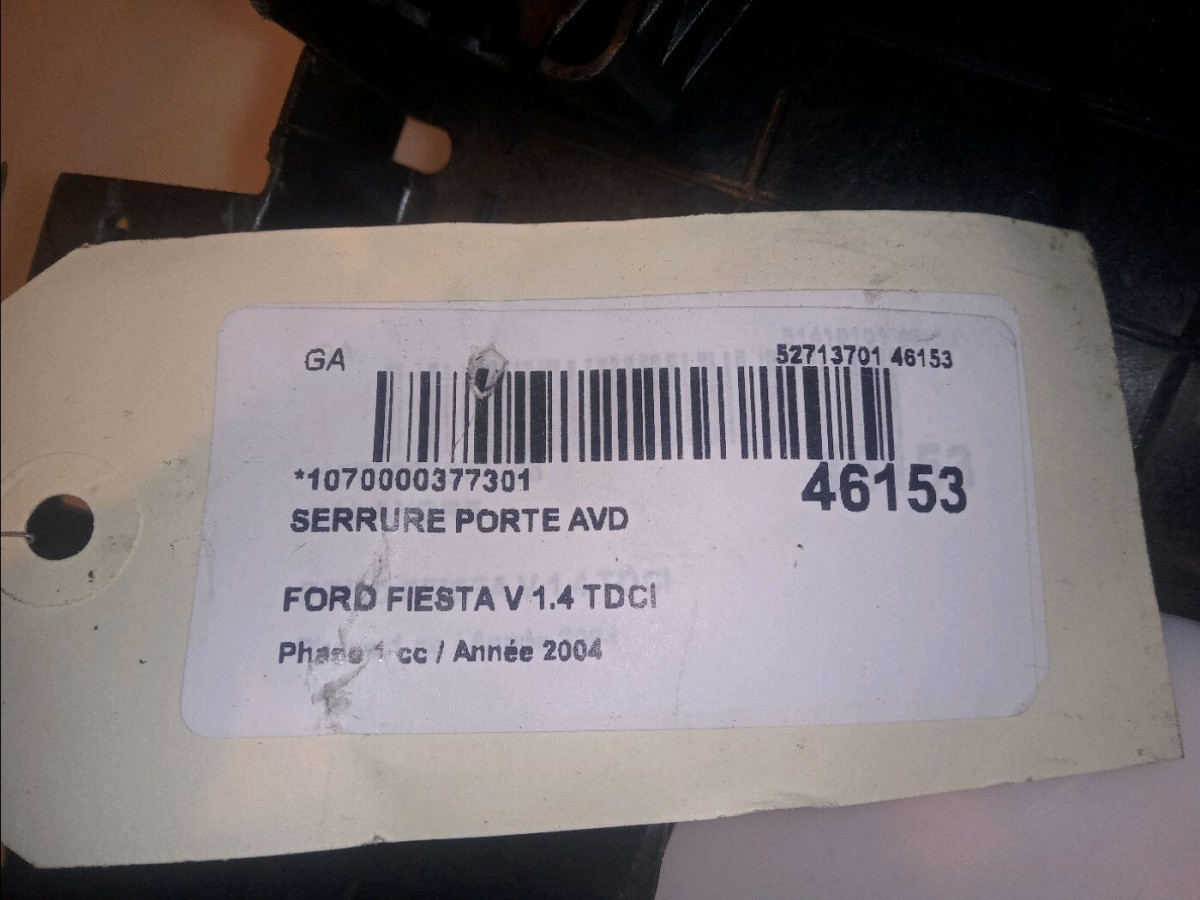 GA
52713701 46153
*1070000377301
46153
SERRURE PORTE AVD
FORD FIESTA V 1.4 TDCI
Phase 1 cc / Année 2004